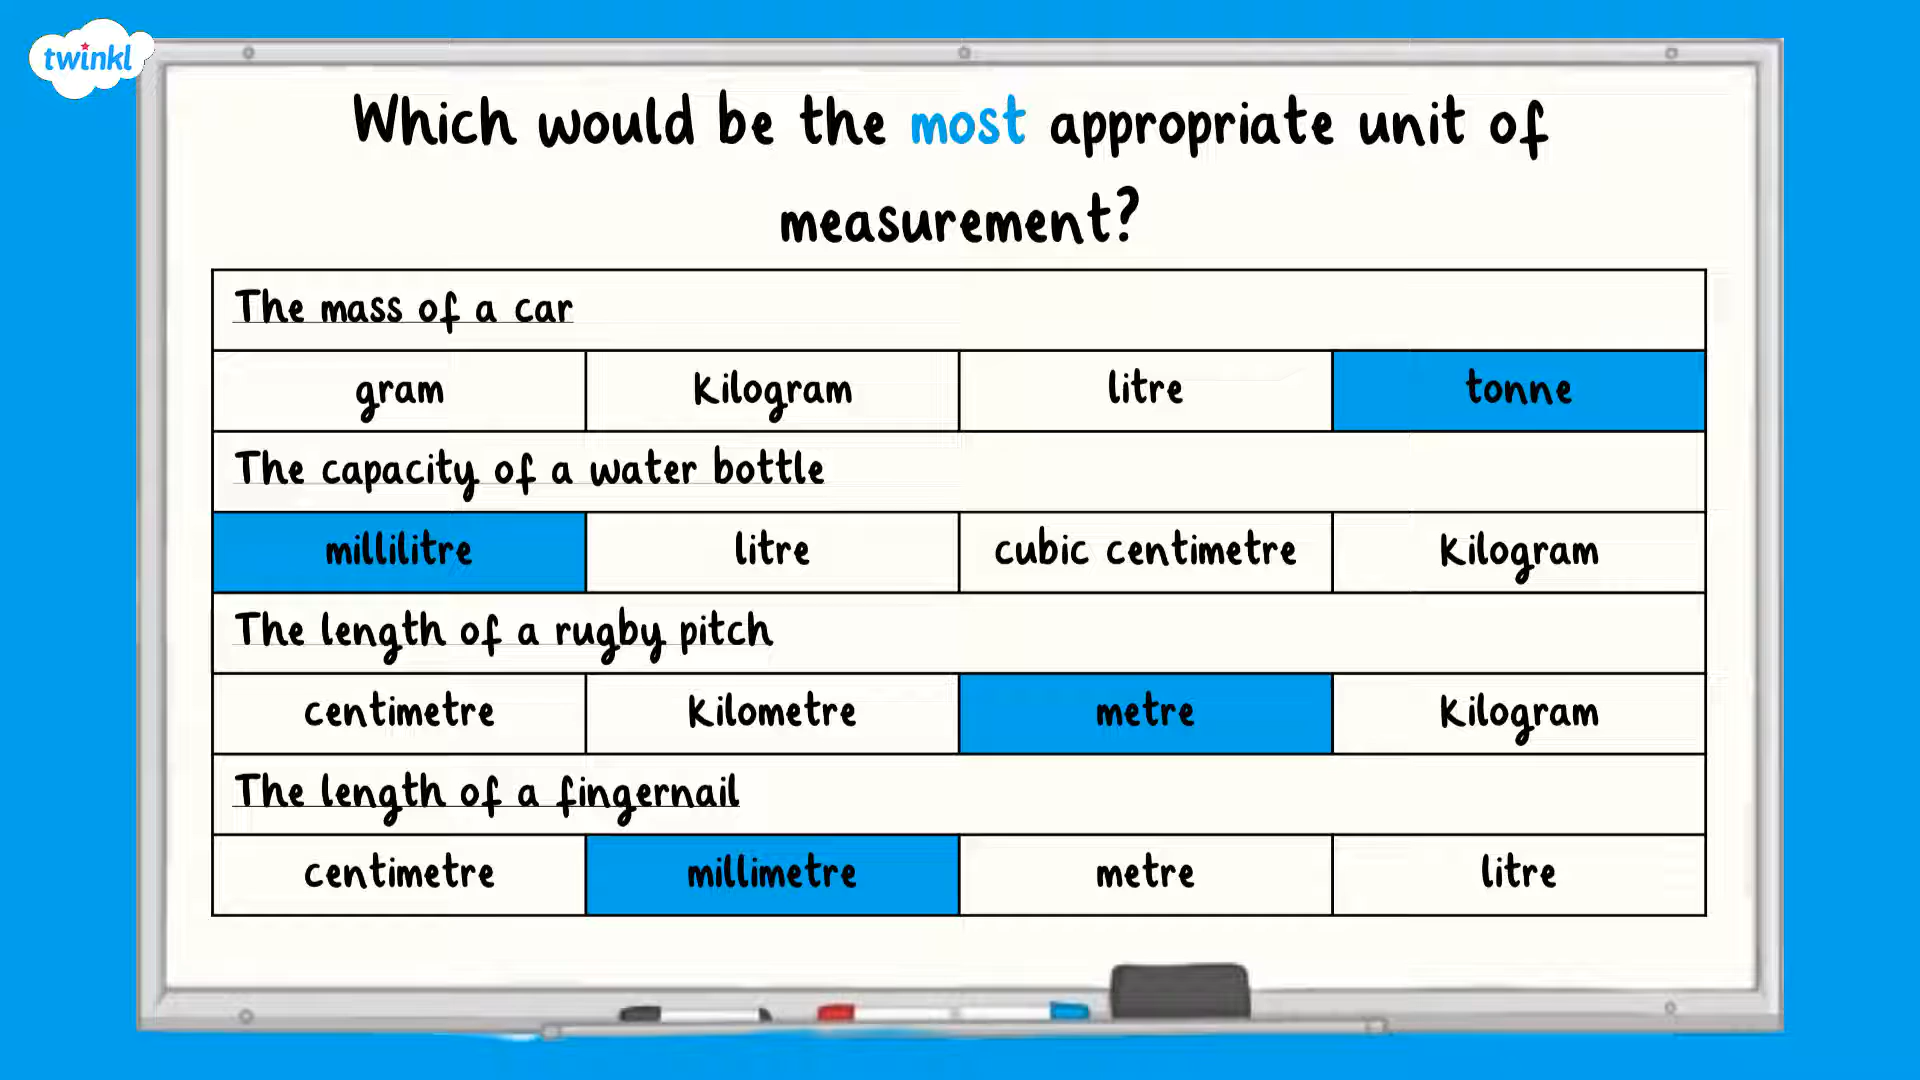 twinkl
Which would be the most appropriate unit of
measurement?
The mass of a car
gram kilogram litre tonne
The capacity of a water bottle
millilitre litre cubic centimetre kilogram
The length of a rugby pitch
centimetre kilometre metre kilogram
The length of a fingernail
centimetre millimetre metre litre